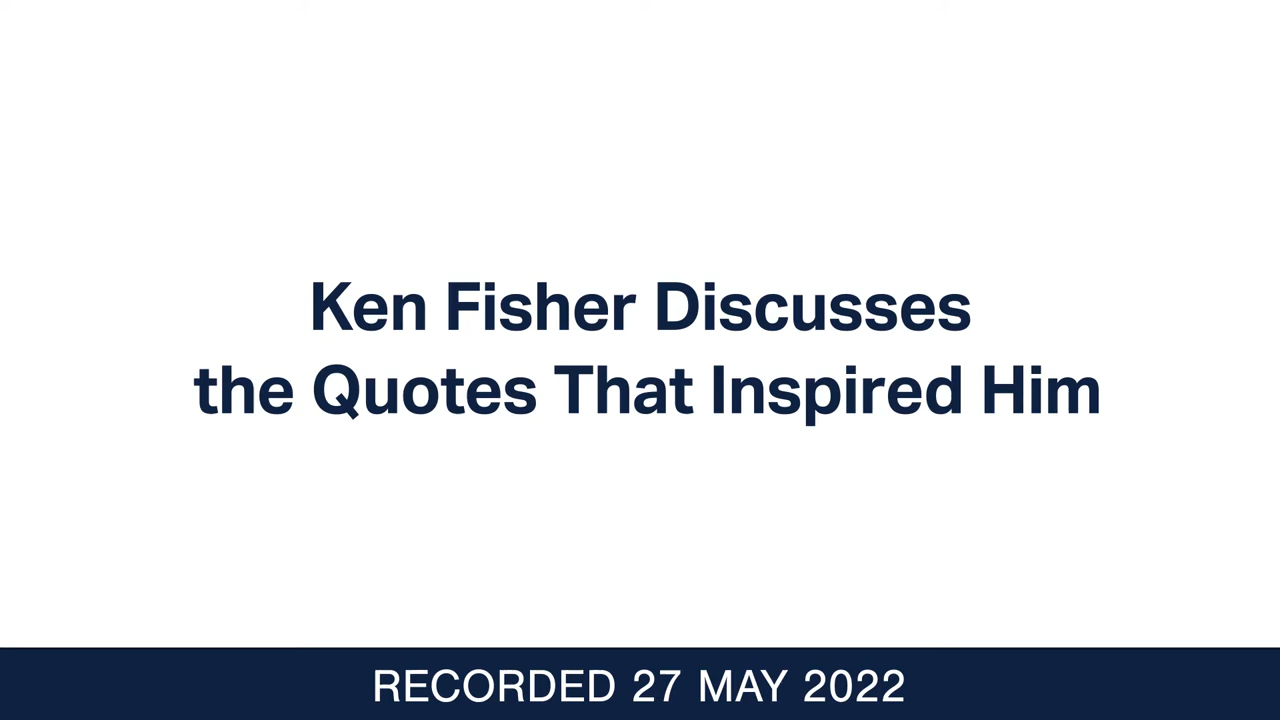 Ken Fisher Discusses
the Quotes That Inspired Him
RECORDED 27 MAY 2022